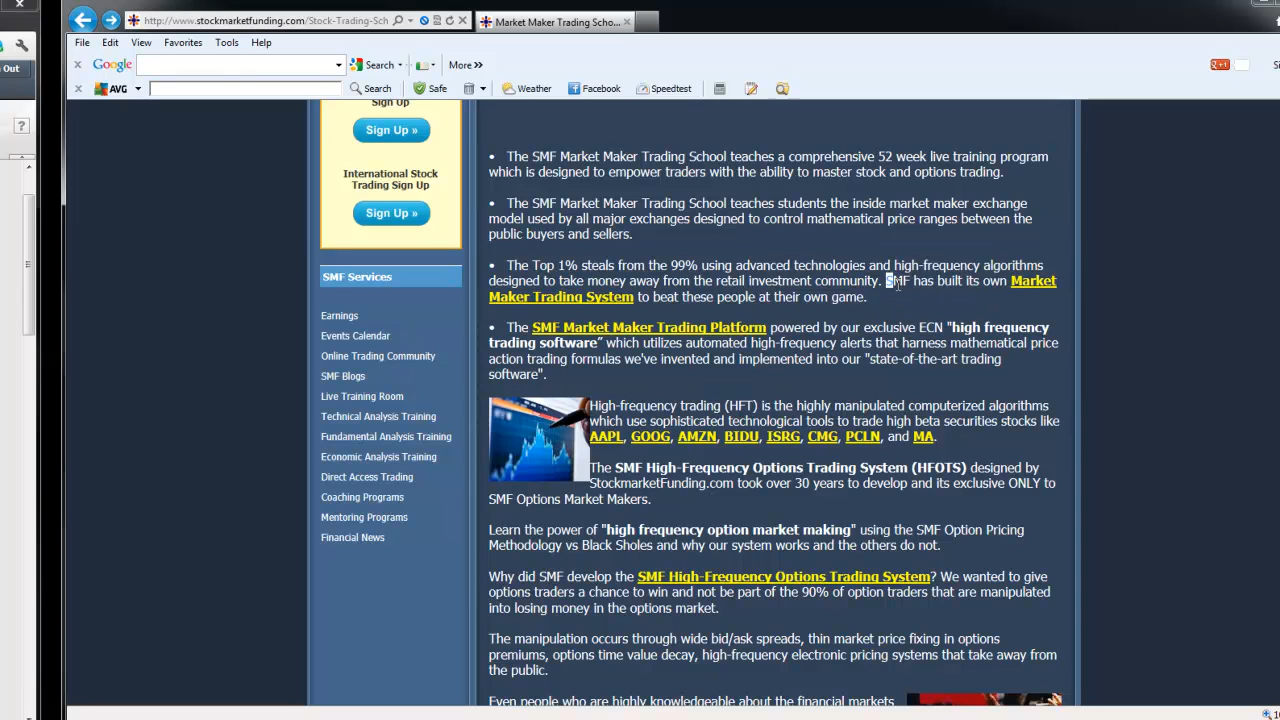 http://www.stockmarketfunding.com/Stock-Trading-Sch
Market Maker Trading Scho...
File Edit View Favorites Tools Help
Google Search More »
AVG Search Safe Weather Facebook Speedtest
Out
Sign Up
Sign Up »
International Stock
Trading Sign Up
Sign Up »
SMF Services
Earnings
Events Calendar
Online Trading Community
SMF Blogs
Live Training Room
Technical Analysis Training
Fundamental Analysis Training
Economic Analysis Training
Direct Access Trading
Coaching Programs
Mentoring Programs
Financial News
• The SMF Market Maker Trading School teaches a comprehensive 52 week live training program
which is designed to empower traders with the ability to master stock and options trading.
• The SMF Market Maker Trading School teaches students the inside market maker exchange
model used by all major exchanges designed to control mathematical price ranges between the
public buyers and sellers.
• The Top 1% steals from the 99% using advanced technologies and high-frequency algorithms
designed to take money away from the retail investment community. SMF has built its own Market
Maker Trading System to beat these people at their own game.
• The SMF Market Maker Trading Platform powered by our exclusive ECN "high frequency
trading software” which utilizes automated high-frequency alerts that harness mathematical price
action trading formulas we've invented and implemented into our "state-of-the-art trading
software".
High-frequency trading (HFT) is the highly manipulated computerized algorithms
which use sophisticated technological tools to trade high beta securities stocks like
AAPL, GOOG, AMZN, BIDU, ISRG, CMG, PCLN, and MA.
The SMF High-Frequency Options Trading System (HFOTS) designed by
StockmarketFunding.com took over 30 years to develop and its exclusive ONLY to
SMF Options Market Makers.
Learn the power of "high frequency option market making" using the SMF Option Pricing
Methodology vs Black Sholes and why our system works and the others do not.
Why did SMF develop the SMF High-Frequency Options Trading System? We wanted to give
options traders a chance to win and not be part of the 90% of option traders that are manipulated
into losing money in the options market.
The manipulation occurs through wide bid/ask spreads, thin market price fixing in options
premiums, options time value decay, high-frequency electronic pricing systems that take away from
the public.
Even people who are highly knowledgeable about the financial markets